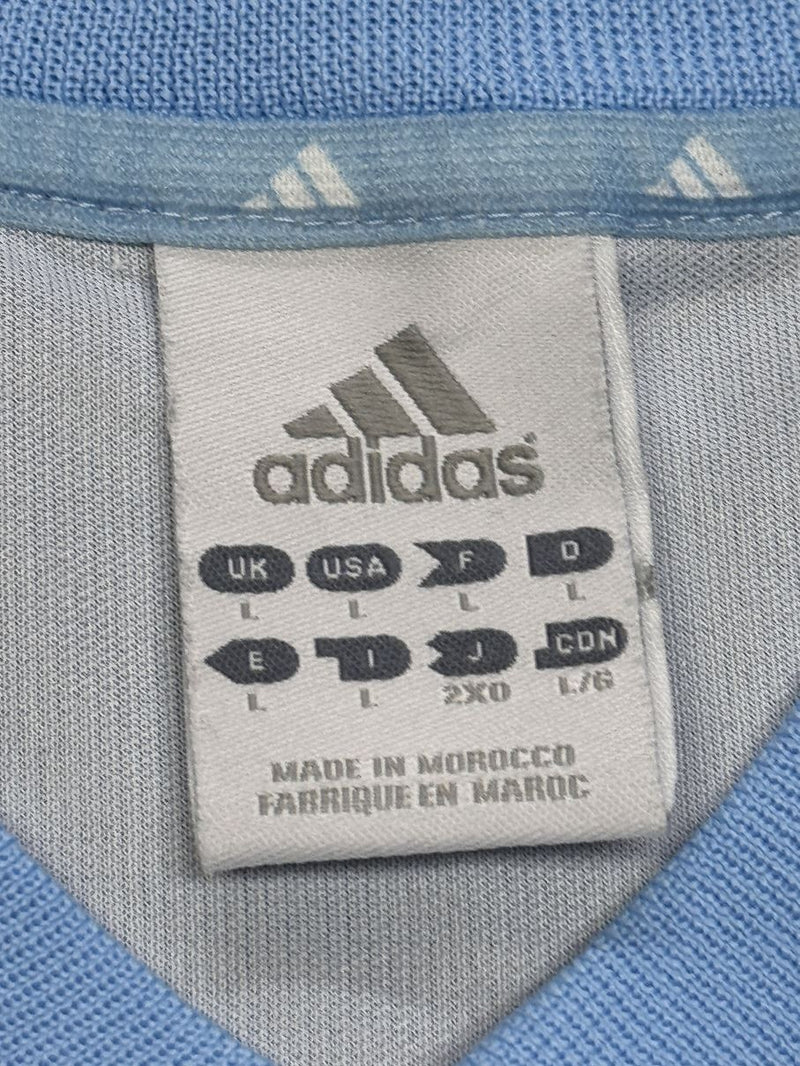 adidas
UK USA F D
L L L L
E I J CDN
L L 2XO L/G
MADE IN MOROCCO
FABRIQUE EN MAROC